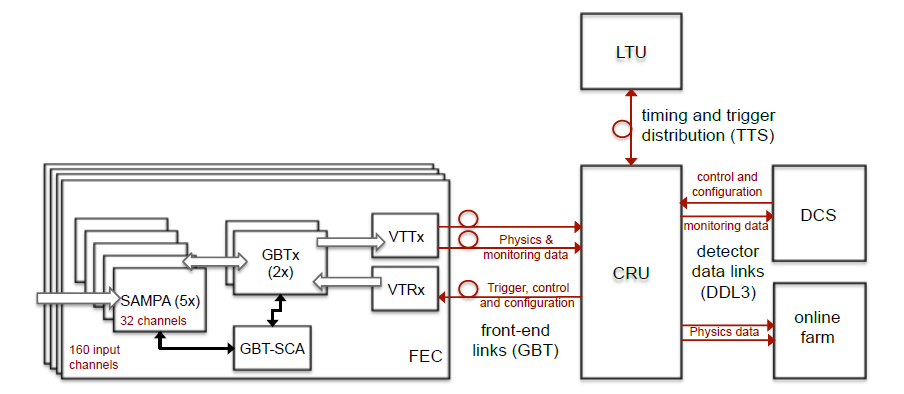 LTU
timing and trigger
distribution (TTS)
control and
configuration
DCS
monitoring data
detector
data links
(DDL3)
CRU
Physics data
online
farm
VTTx
Physics &
monitoring data
GBTx
(2x)
VTRx
Trigger, control
and configuration
front-end
links (GBT)
SAMPA (5x)
32 channels
GBT-SCA
FEC
160 input
channels